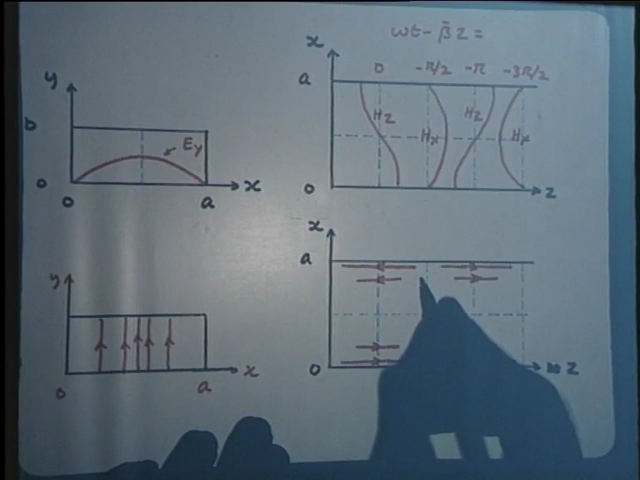 ωt - β̄ z =
x
a
0
-π/2
-π
-3π/2
Hz
Hx
Hz
Hx
0
z
y
b
Ey
0
0
a
x
x
a
0
z
y
0
a
x